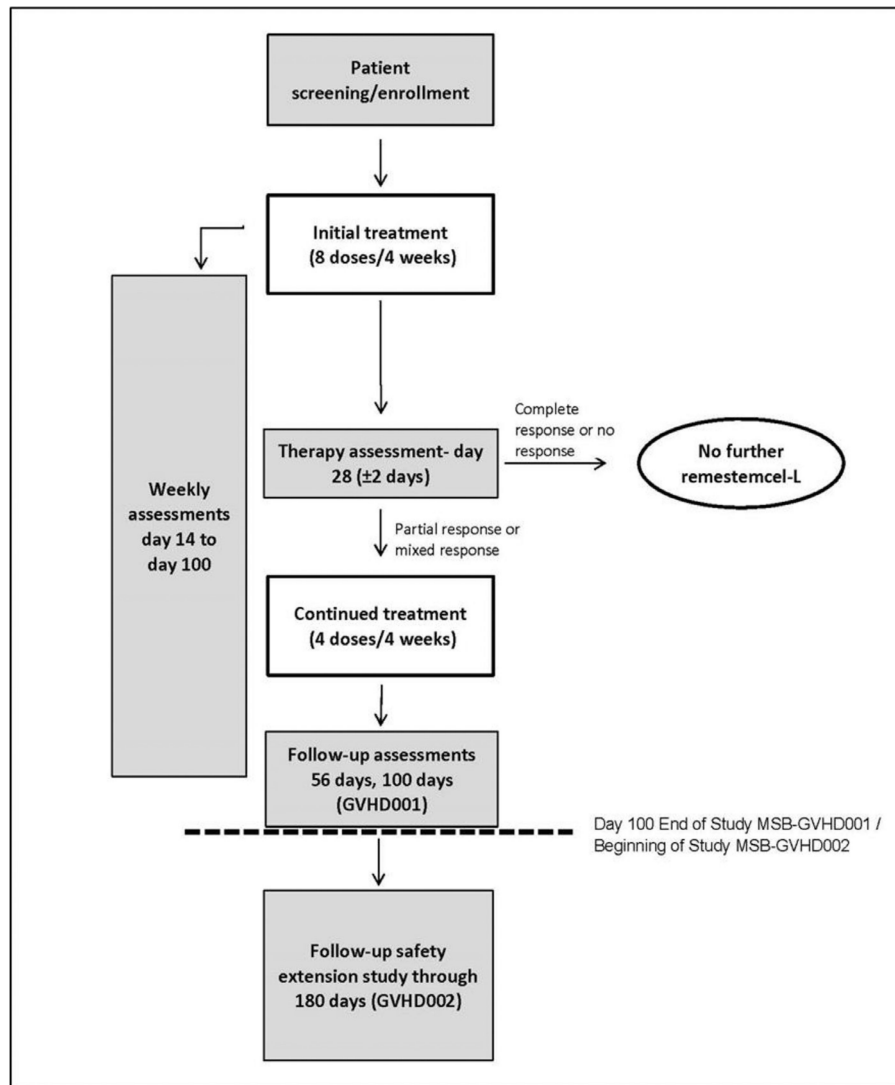 Patient
screening/enrollment
Initial treatment
(8 doses/4 weeks)
Weekly
assessments
day 14 to
day 100
Therapy assessment- day
28 (±2 days)
Complete
response or no
response
No further
remestemcel-L
Partial response or
mixed response
Continued treatment
(4 doses/4 weeks)
Follow-up assessments
56 days, 100 days
(GVHD001)
Day 100 End of Study MSB-GVHD001 /
Beginning of Study MSB-GVHD002
Follow-up safety
extension study through
180 days (GVHD002)